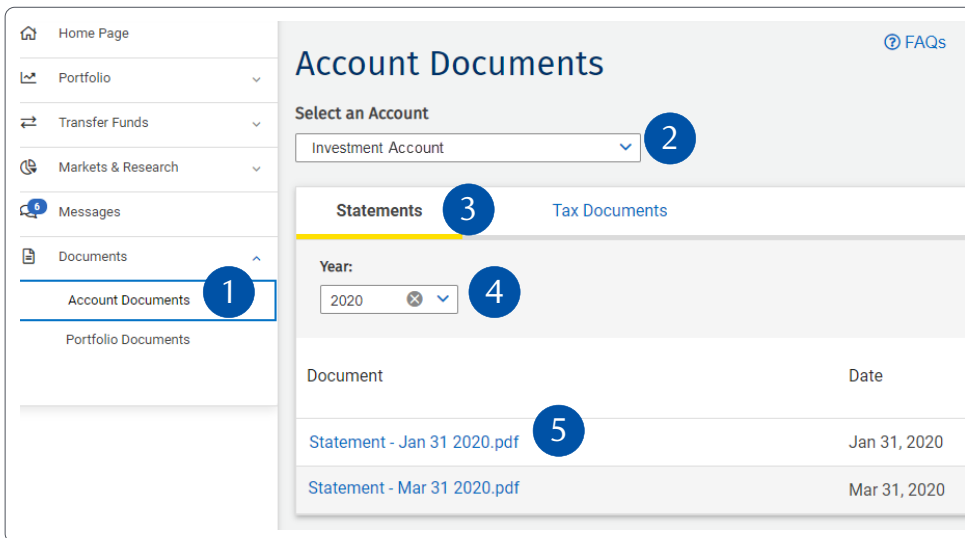 Home Page
Portfolio
Transfer Funds
Markets & Research
6
Messages
Documents
Account Documents
1
Portfolio Documents
FAQs
Account Documents
Select an Account
Investment Account
2
Statements
3
Tax Documents
Year:
2020
4
Document Date
Statement - Jan 31 2020.pdf
5
Jan 31, 2020
Statement - Mar 31 2020.pdf Mar 31, 2020